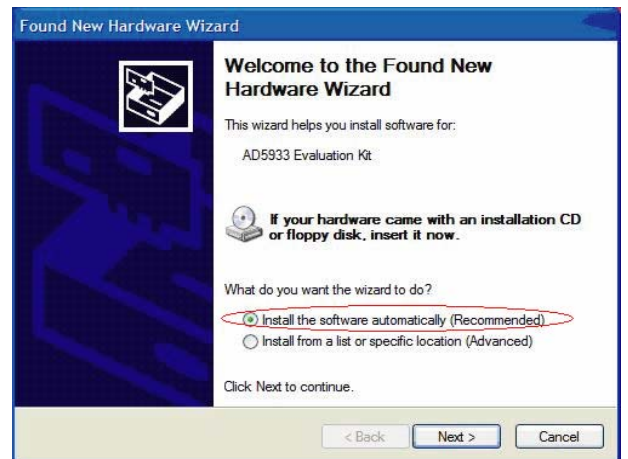 Found New Hardware Wizard
Welcome to the Found New
Hardware Wizard
This wizard helps you install software for:
AD5933 Evaluation Kit
If your hardware came with an installation CD
or floppy disk, insert it now.
What do you want the wizard to do?
Install the software automatically (Recommended)
Install from a list or specific location (Advanced)
Click Next to continue.
< Back Next > Cancel